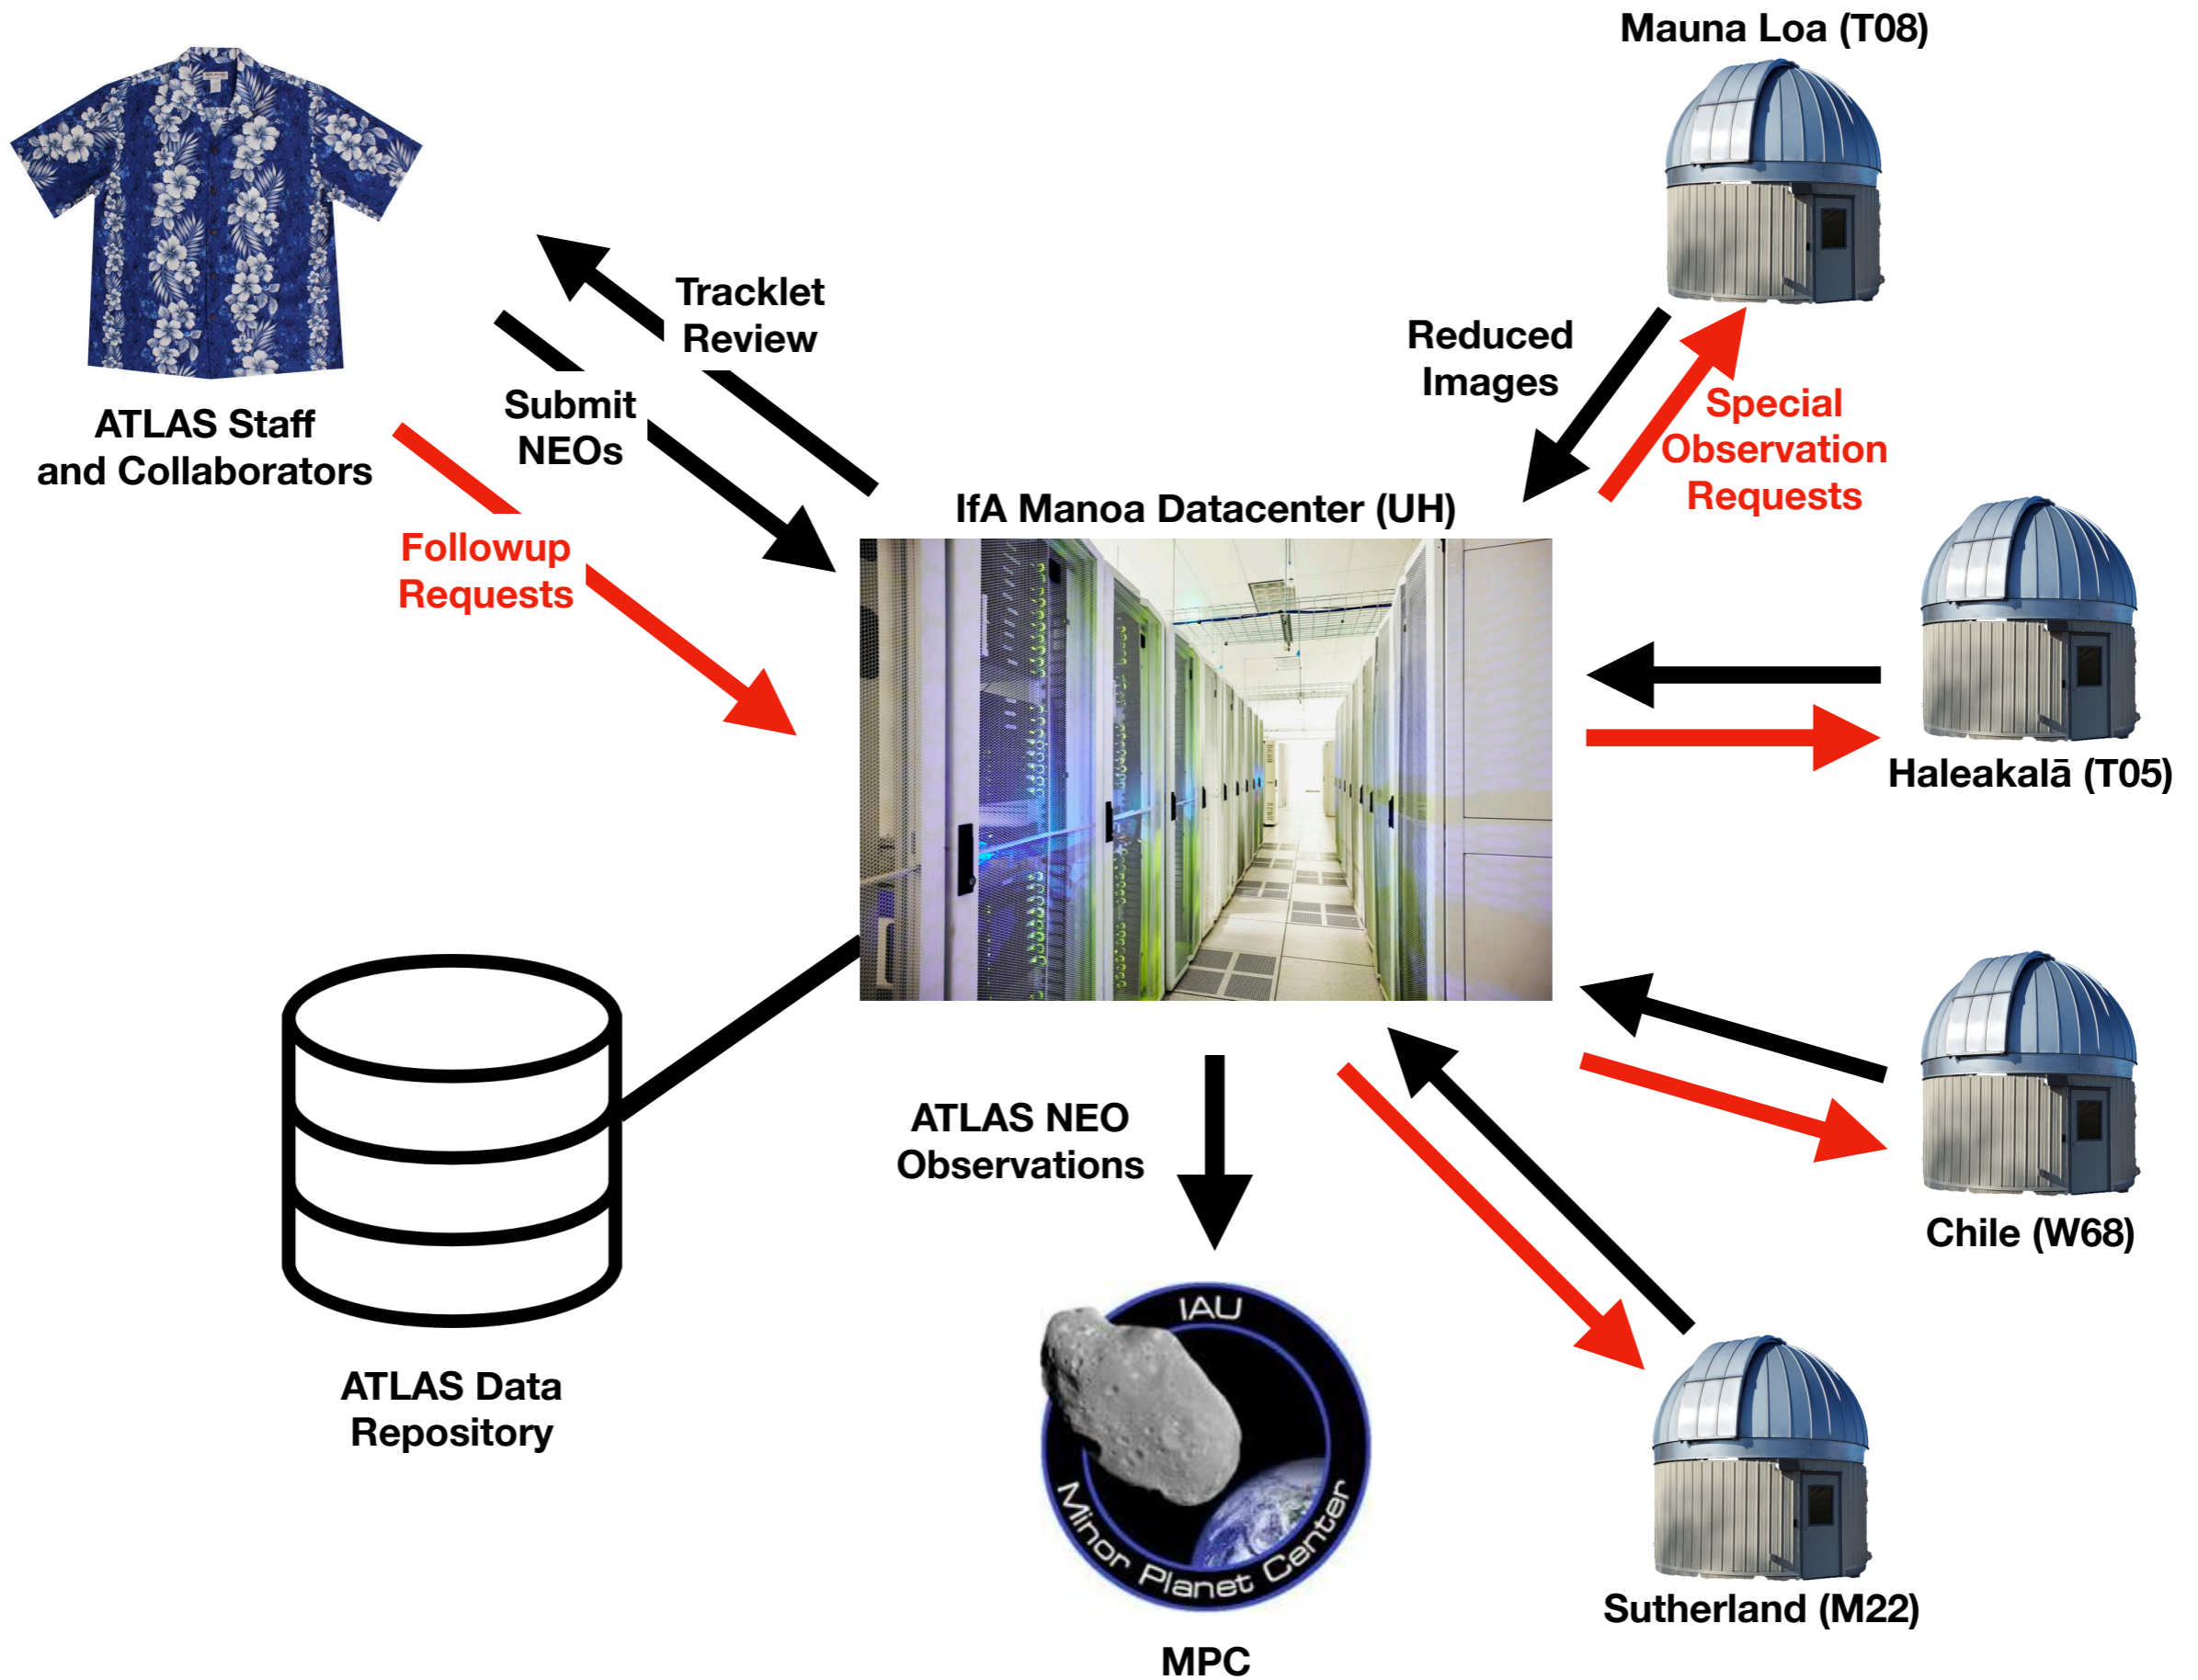 Mauna Loa (T08)
Tracklet
Review
Reduced
Images
Submit
NEOs
Special
Observation
Requests
ATLAS Staff
and Collaborators
IfA Manoa Datacenter (UH)
Followup
Requests
Haleakalā (T05)
ATLAS NEO
Observations
Chile (W68)
IAU
Minor Planet Center
ATLAS Data
Repository
Sutherland (M22)
MPC